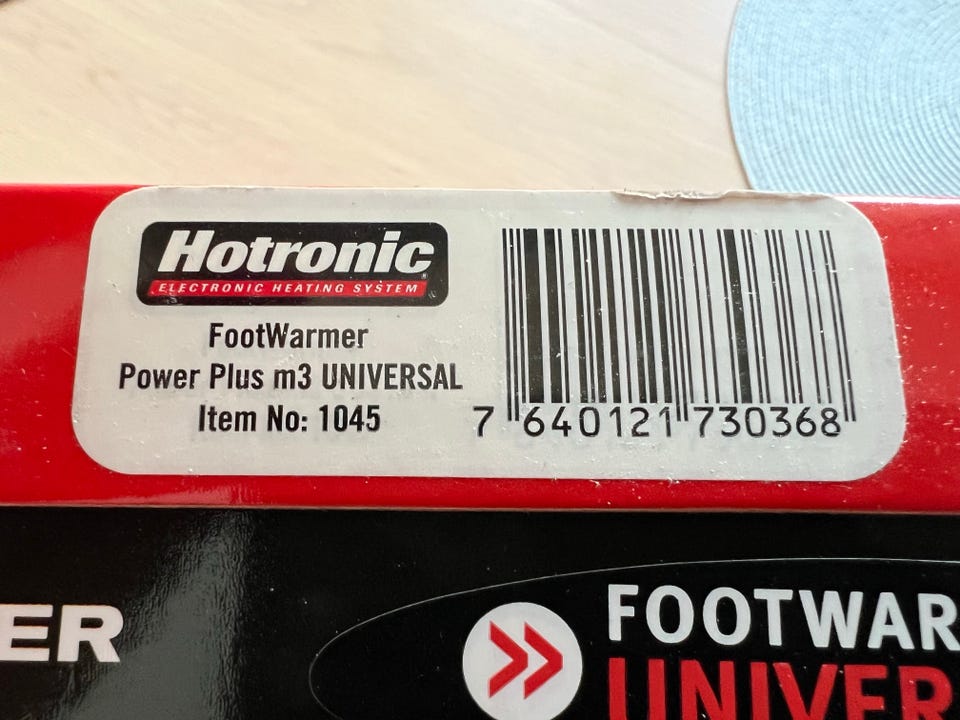 Hotronic
ELECTRONIC HEATING SYSTEM
FootWarmer
Power Plus m3 UNIVERSAL
Item No: 1045
7 640121 730368
ER
FOOTWAR
UNIVER